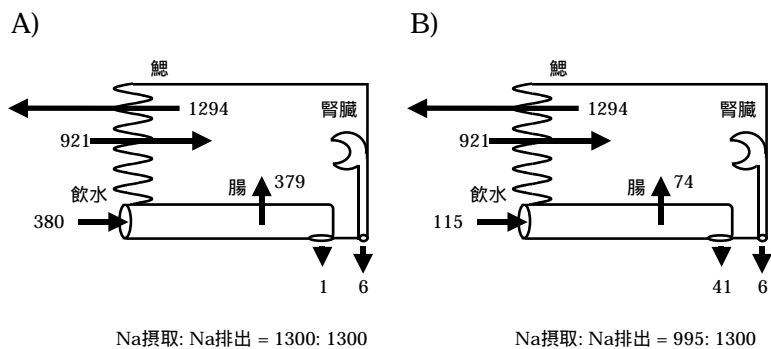 A)
鰓
1294
腎臓
921
飲水
腸
379
380
1
6
Na摂取: Na排出 = 1300: 1300
B)
鰓
1294
腎臓
921
飲水
腸
74
115
41
6
Na摂取: Na排出 = 995: 1300